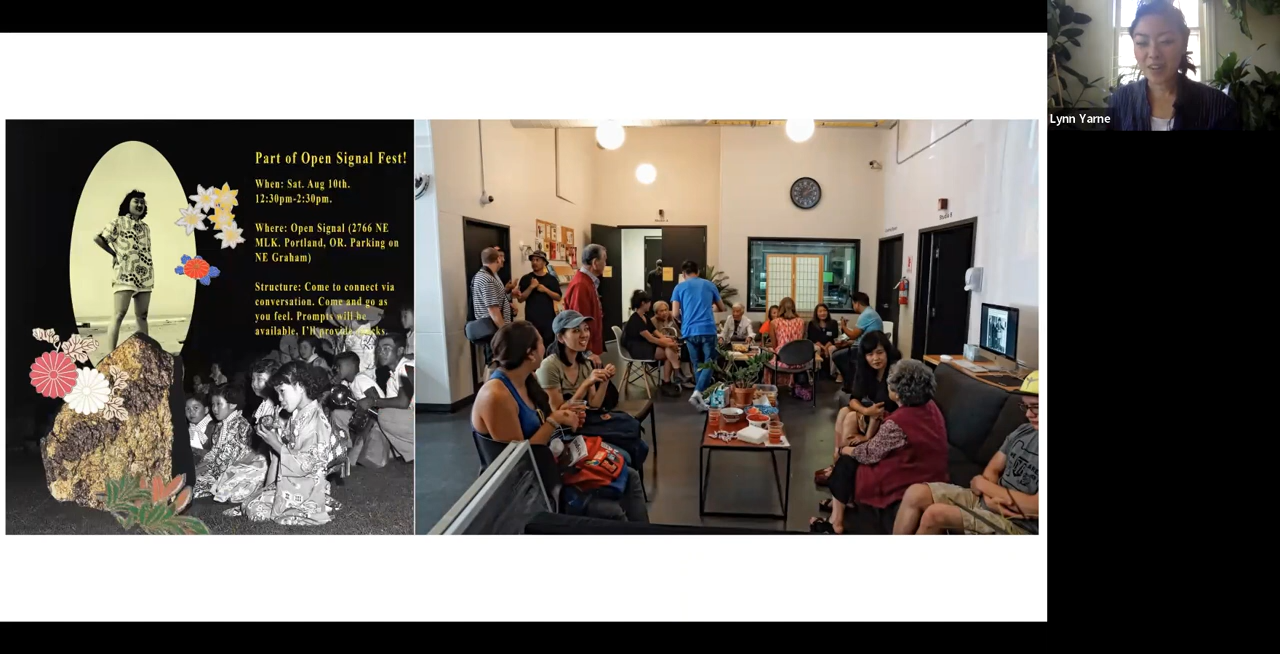 Part of Open Signal Fest!
When: Sat. Aug 10th.
12:30pm-2:30pm.
Where: Open Signal (2766 NE
MLK. Portland, OR. Parking on
NE Graham)
Structure: Come to connect via
conversation. Come and go as
you feel. Prompts will be
available, I'll provide snacks.
Lynn Yarne